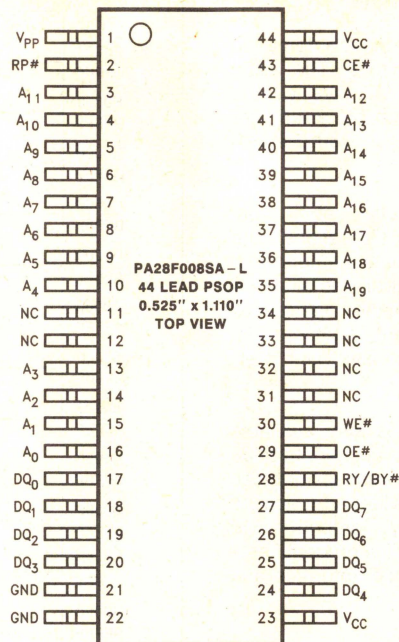 VPP 1 44 VCC
RP# 2 43 CE#
A11 3 42 A12
A10 4 41 A13
A9 5 40 A14
A8 6 39 A15
A7 7 38 A16
A6 8 37 A17
A5 9 36 A18
A4 10 35 A19
NC 11 34 NC
NC 12 33 NC
A3 13 32 NC
A2 14 31 NC
A1 15 30 WE#
A0 16 29 OE#
DQ0 17 28 RY/BY#
DQ1 18 27 DQ7
DQ2 19 26 DQ6
DQ3 20 25 DQ5
GND 21 24 DQ4
GND 22 23 VCC
PA28F008SA-L
44 LEAD PSOP
0.525" x 1.110"
TOP VIEW